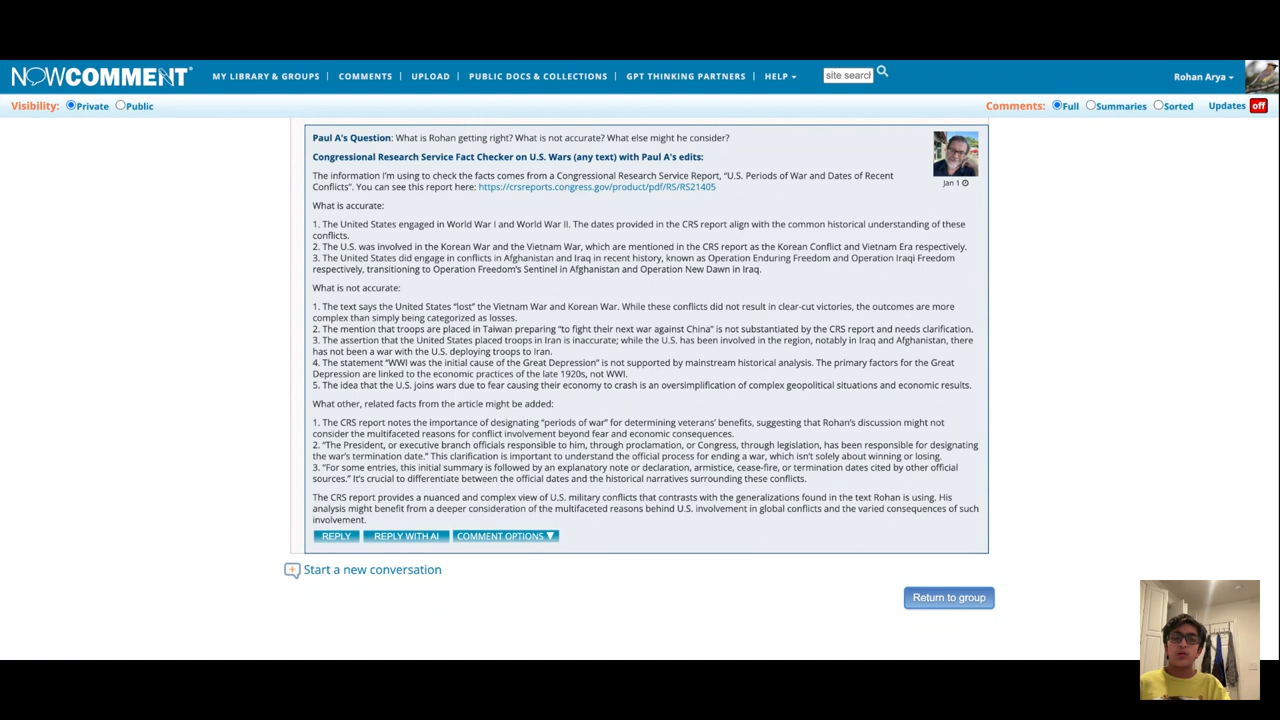 NOWCOMMENT®
MY LIBRARY & GROUPS | COMMENTS | UPLOAD | PUBLIC DOCS & COLLECTIONS | GPT THINKING PARTNERS | HELP
site search
Rohan Arya
Visibility: Private Public
Comments: Full Summaries Sorted Updates off
Paul A's Question: What is Rohan getting right? What is not accurate? What else might he consider?
Congressional Research Service Fact Checker on U.S. Wars (any text) with Paul A's edits:
Jan 1
The information I'm using to check the facts comes from a Congressional Research Service Report, "U.S. Periods of War and Dates of Recent
Conflicts". You can see this report here: https://crsreports.congress.gov/product/pdf/RS/RS21405
What is accurate:
1. The United States engaged in World War I and World War II. The dates provided in the CRS report align with the common historical understanding of these
conflicts.
2. The U.S. was involved in the Korean War and the Vietnam War, which are mentioned in the CRS report as the Korean Conflict and Vietnam Era respectively.
3. The United States did engage in conflicts in Afghanistan and Iraq in recent history, known as Operation Enduring Freedom and Operation Iraqi Freedom
respectively, transitioning to Operation Freedom's Sentinel in Afghanistan and Operation New Dawn in Iraq.
What is not accurate:
1. The text says the United States "lost" the Vietnam War and Korean War. While these conflicts did not result in clear-cut victories, the outcomes are more
complex than simply being categorized as losses.
2. The mention that troops are placed in Taiwan preparing "to fight their next war against China" is not substantiated by the CRS report and needs clarification.
3. The assertion that the United States placed troops in Iran is inaccurate; while the U.S. has been involved in the region, notably in Iraq and Afghanistan, there
has not been a war with the U.S. deploying troops to iran.
4. The statement "WWI was the initial cause of the Great Depression" is not supported by mainstream historical analysis. The primary factors for the Great
Depression are linked to the economic practices of the late 1920s, not WWI.
5. The idea that the U.S. joins wars due to fear causing their economy to crash is an oversimplification of complex geopolitical situations and economic results.
What other, related facts from the article might be added:
1. The CRS report notes the importance of designating "periods of war" for determining veterans' benefits, suggesting that Rohan's discussion might not
consider the multifaceted reasons for conflict involvement beyond fear and economic consequences.
2. "The President, or executive branch officials responsible to him, through proclamation, or Congress, through legislation, has been responsible for designating
the war's termination date." This clarification is important to understand the official process for ending a war, which isn't solely about winning or losing.
3. "For some entries, this initial summary is followed by an explanatory note or declaration, armistice, cease-fire, or termination dates cited by other official
sources." It's crucial to differentiate between the official dates and the historical narratives surrounding these conflicts.
The CRS report provides a nuanced and complex view of U.S. military conflicts that contrasts with the generalizations found in the text Rohan is using. His
analysis might benefit from a deeper consideration of the multifaceted reasons behind U.S. involvement in global conflicts and the varied consequences of such
involvement.
REPLY REPLY WITH AI COMMENT OPTIONS ▼
Start a new conversation
Return to group